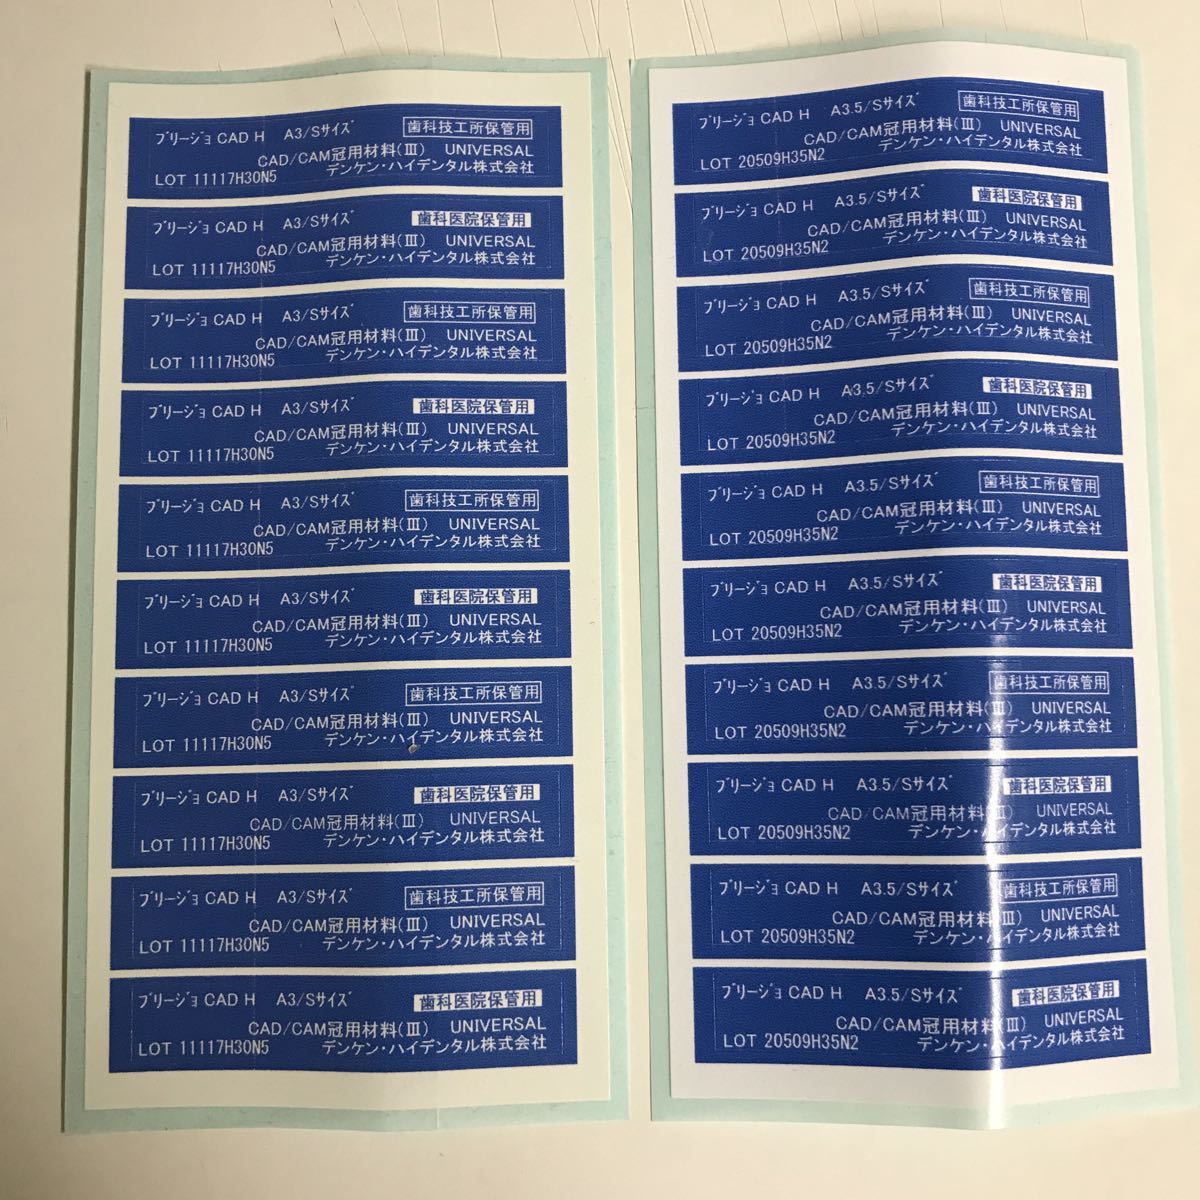 ﾌﾞﾘｰｼﾞｮ CAD H A3/Sｻｲｽﾞ 歯科技工所保管用
CAD/CAM冠用材料(Ⅲ) UNIVERSAL
LOT 11117H30N5 デンケン・ハイデンタル株式会社
ﾌﾞﾘｰｼﾞｮ CAD H A3/Sｻｲｽﾞ 歯科医院保管用
CAD/CAM冠用材料(Ⅲ) UNIVERSAL
LOT 11117H30N5 デンケン・ハイデンタル株式会社
ﾌﾞﾘｰｼﾞｮ CAD H A3/Sｻｲｽﾞ 歯科技工所保管用
CAD/CAM冠用材料(Ⅲ) UNIVERSAL
LOT 11117H30N5 デンケン・ハイデンタル株式会社
ﾌﾞﾘｰｼﾞｮ CAD H A3/Sｻｲｽﾞ 歯科医院保管用
CAD/CAM冠用材料(Ⅲ) UNIVERSAL
LOT 11117H30N5 デンケン・ハイデンタル株式会社
ﾌﾞﾘｰｼﾞｮ CAD H A3/Sｻｲｽﾞ 歯科技工所保管用
CAD/CAM冠用材料(Ⅲ) UNIVERSAL
LOT 11117H30N5 デンケン・ハイデンタル株式会社
ﾌﾞﾘｰｼﾞｮ CAD H A3/Sｻｲｽﾞ 歯科医院保管用
CAD/CAM冠用材料(Ⅲ) UNIVERSAL
LOT 11117H30N5 デンケン・ハイデンタル株式会社
ﾌﾞﾘｰｼﾞｮ CAD H A3/Sｻｲｽﾞ 歯科技工所保管用
CAD/CAM冠用材料(Ⅲ) UNIVERSAL
LOT 11117H30N5 デンケン・ハイデンタル株式会社
ﾌﾞﾘｰｼﾞｮ CAD H A3/Sｻｲｽﾞ 歯科医院保管用
CAD/CAM冠用材料(Ⅲ) UNIVERSAL
LOT 11117H30N5 デンケン・ハイデンタル株式会社
ﾌﾞﾘｰｼﾞｮ CAD H A3/Sｻｲｽﾞ 歯科技工所保管用
CAD/CAM冠用材料(Ⅲ) UNIVERSAL
LOT 11117H30N5 デンケン・ハイデンタル株式会社
ﾌﾞﾘｰｼﾞｮ CAD H A3/Sｻｲｽﾞ 歯科医院保管用
CAD/CAM冠用材料(Ⅲ) UNIVERSAL
LOT 11117H30N5 デンケン・ハイデンタル株式会社
ﾌﾞﾘｰｼﾞｮ CAD H A3.5/Sｻｲｽﾞ 歯科技工所保管用
CAD/CAM冠用材料(Ⅲ) UNIVERSAL
LOT 20509H35N2 デンケン・ハイデンタル株式会社
ﾌﾞﾘｰｼﾞｮ CAD H A3.5/Sｻｲｽﾞ 歯科医院保管用
CAD/CAM冠用材料(Ⅲ) UNIVERSAL
LOT 20509H35N2 デンケン・ハイデンタル株式会社
ﾌﾞﾘｰｼﾞｮ CAD H A3.5/Sｻｲｽﾞ 歯科技工所保管用
CAD/CAM冠用材料(Ⅲ) UNIVERSAL
LOT 20509H35N2 デンケン・ハイデンタル株式会社
ﾌﾞﾘｰｼﾞｮ CAD H A3.5/Sｻｲｽﾞ 歯科医院保管用
CAD/CAM冠用材料(Ⅲ) UNIVERSAL
LOT 20509H35N2 デンケン・ハイデンタル株式会社
ﾌﾞﾘｰｼﾞｮ CAD H A3.5/Sｻｲｽﾞ 歯科技工所保管用
CAD/CAM冠用材料(Ⅲ) UNIVERSAL
LOT 20509H35N2 デンケン・ハイデンタル株式会社
ﾌﾞﾘｰｼﾞｮ CAD H A3.5/Sｻｲｽﾞ 歯科医院保管用
CAD/CAM冠用材料(Ⅲ) UNIVERSAL
LOT 20509H35N2 デンケン・ハイデンタル株式会社
ﾌﾞﾘｰｼﾞｮ CAD H A3.5/Sｻｲｽﾞ 歯科技工所保管用
CAD/CAM冠用材料(Ⅲ) UNIVERSAL
LOT 20509H35N2 デンケン・ハイデンタル株式会社
ﾌﾞﾘｰｼﾞｮ CAD H A3.5/Sｻｲｽﾞ 歯科医院保管用
CAD/CAM冠用材料(Ⅲ) UNIVERSAL
LOT 20509H35N2 デンケン・ハイデンタル株式会社
ﾌﾞﾘｰｼﾞｮ CAD H A3.5/Sｻｲｽﾞ 歯科技工所保管用
CAD/CAM冠用材料(Ⅲ) UNIVERSAL
LOT 20509H35N2 デンケン・ハイデンタル株式会社
ﾌﾞﾘｰｼﾞｮ CAD H A3.5/Sｻｲｽﾞ 歯科医院保管用
CAD/CAM冠用材料(Ⅲ) UNIVERSAL
LOT 20509H35N2 デンケン・ハイデンタル株式会社